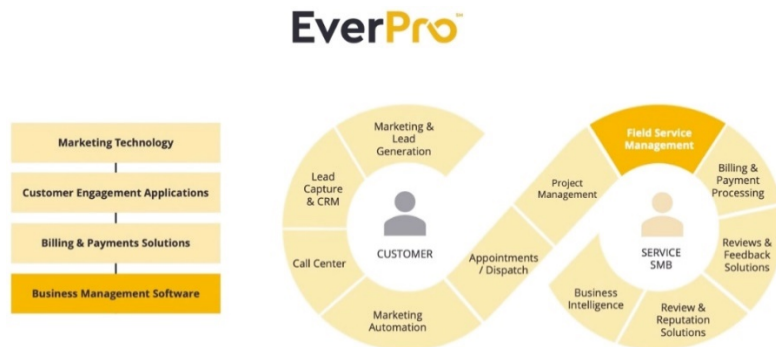 EverPro℠
Marketing Technology
Customer Engagement Applications
Billing & Payments Solutions
Business Management Software
Marketing &
Lead
Generation
Lead
Capture
& CRM
Call Center
Marketing
Automation
Appointments
/ Dispatch
Project
Management
CUSTOMER
Field Service
Management
Billing &
Payment
Processing
Reviews &
Feedback
Solutions
Review &
Reputation
Solutions
Business
Intelligence
SERVICE
SMB